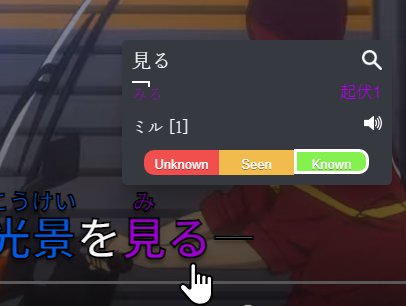 見る
みる
起伏1
ミル [1]
Unknown Seen Known
こうけい み
光景を見る―